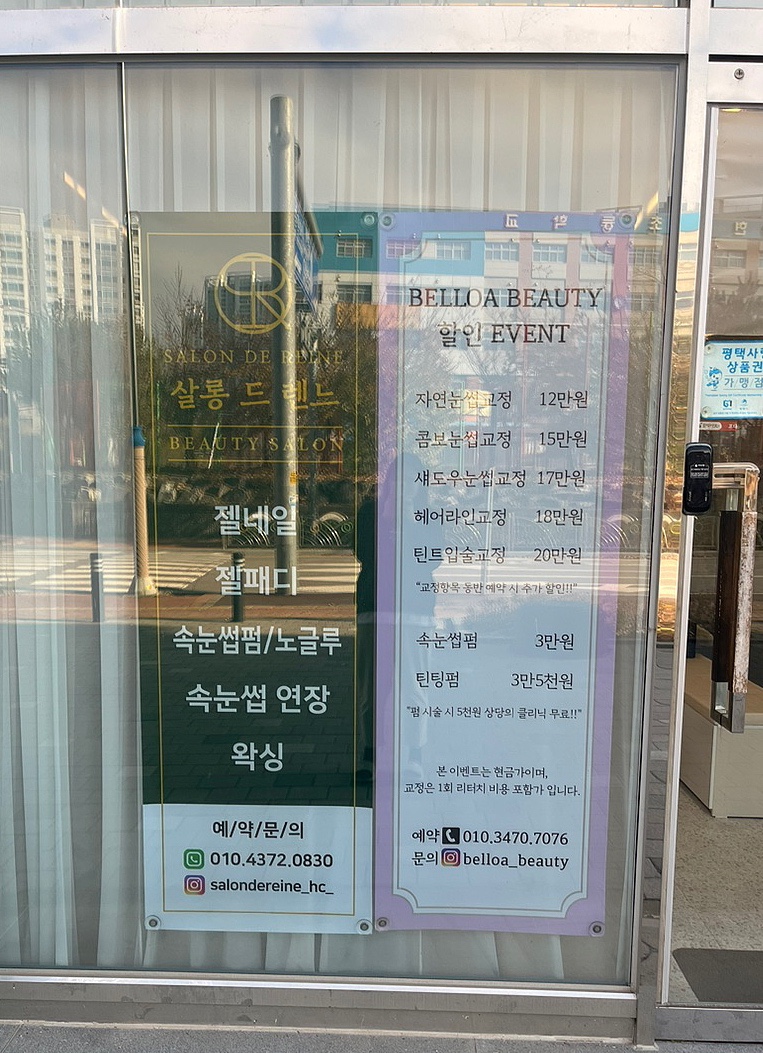 SALON DE REINE
살롱 드 렌느
BEAUTY SALON
젤네일
젤패디
속눈썹펌/노글루
속눈썹 연장
왁싱
예/약/문/의
010.4372.0830
salondereine_hc_
BELLOA BEAUTY
할인 EVENT
자연눈썹교정 12만원
콤보눈썹교정 15만원
섀도우눈썹교정 17만원
헤어라인교정 18만원
틴트입술교정 20만원
"교정항목 동반 예약 시 추가 할인!!"
속눈썹펌 3만원
틴팅펌 3만5천원
"펌 시술 시 5천원 상당의 클리닉 무료!!"
본 이벤트는 현금가이며,
교정은 1회 리터치 비용 포함가 입니다.
예약 010.3470.7076
문의 belloa_beauty
평택사랑
상품권
가맹점